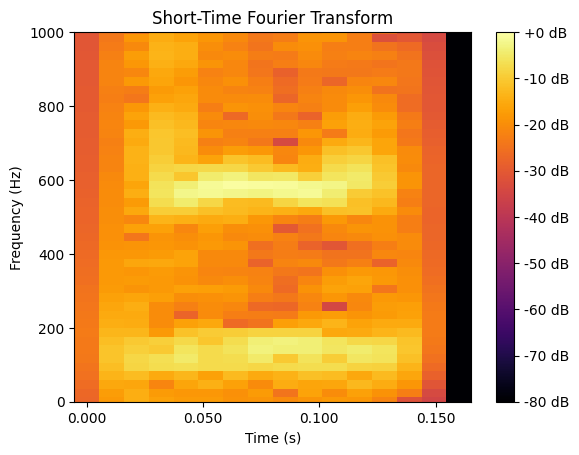 Short-Time Fourier Transform
1000
800
600
400
200
0
Frequency (Hz)
0.000
0.050
0.100
0.150
Time (s)
+0 dB
-10 dB
-20 dB
-30 dB
-40 dB
-50 dB
-60 dB
-70 dB
-80 dB